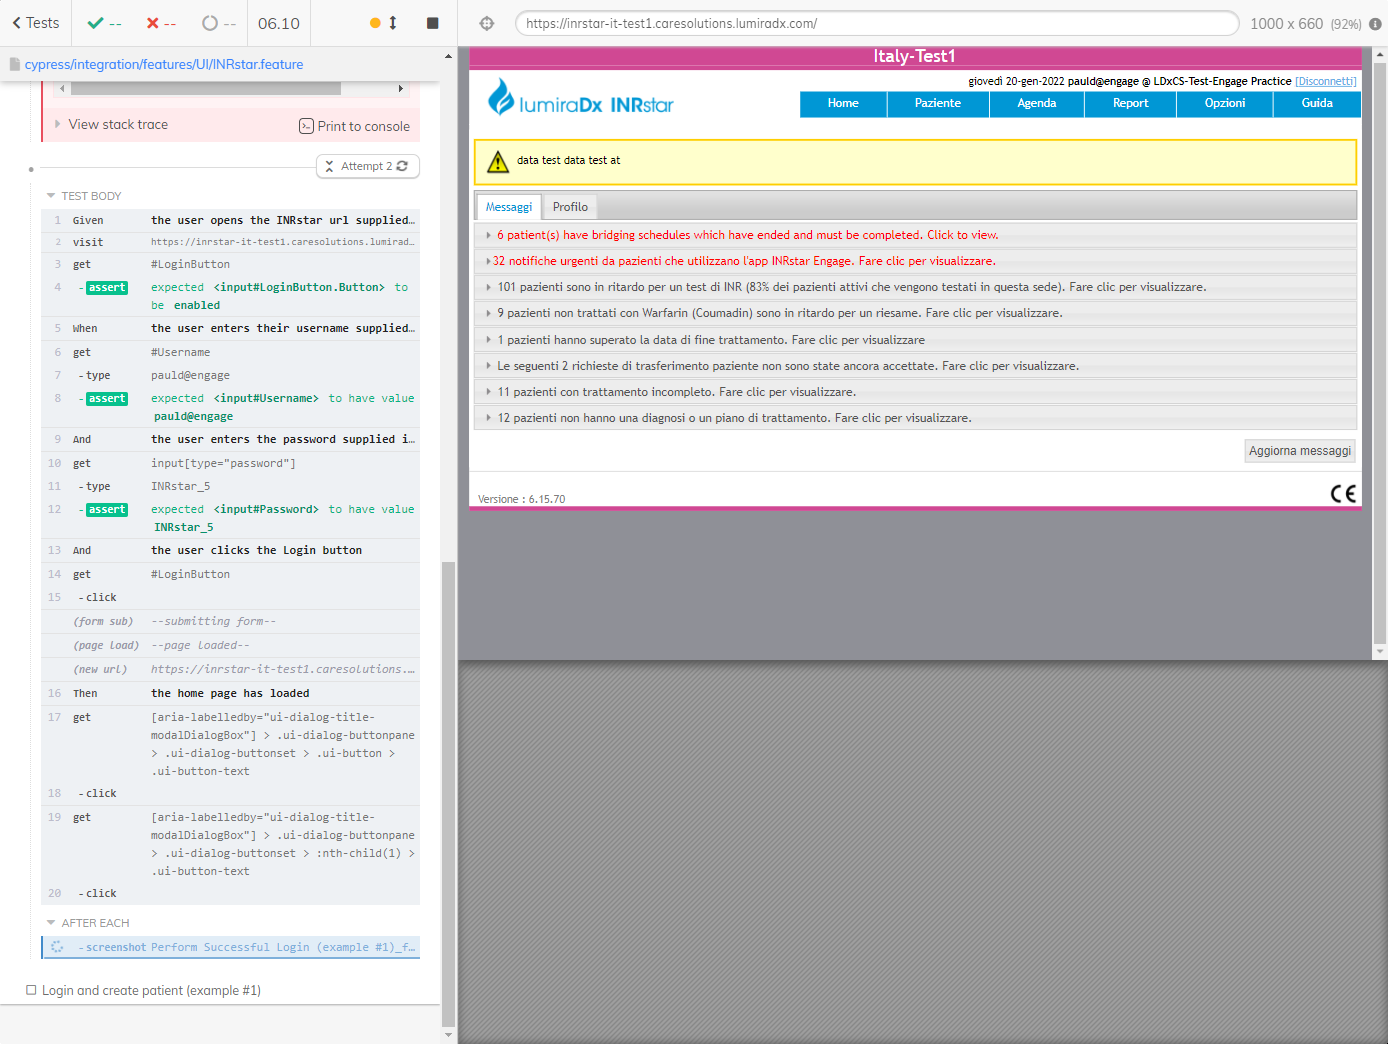 Tests
--
--
--
06.10
https://inrstar-it-test1.caresolutions.lumiradx.com/
1000 x 660 (92%)
cypress/integration/features/UI/INRstar.feature
View stack trace
Print to console
Attempt 2
TEST BODY
1 Given the user opens the INRstar url supplied…
2 visit https://inrstar-it-test1.caresolutions.lumirad…
3 get #LoginButton
4 -assert expected <input#LoginButton.Button> to
be enabled
5 When the user enters their username supplied…
6 get #Username
7 -type pauld@engage
8 -assert expected <input#Username> to have value
pauld@engage
9 And the user enters the password supplied i…
10 get input[type="password"]
11 -type INRstar_5
12 -assert expected <input#Password> to have value
INRstar_5
13 And the user clicks the Login button
14 get #LoginButton
15 -click
(form sub) --submitting form--
(page load) --page loaded--
(new url) https://inrstar-it-test1.caresolutions.…
16 Then the home page has loaded
17 get [aria-labelledby="ui-dialog-title-
modalDialogBox"] > .ui-dialog-buttonpane
> .ui-dialog-buttonset > .ui-button >
.ui-button-text
18 -click
19 get [aria-labelledby="ui-dialog-title-
modalDialogBox"] > .ui-dialog-buttonpane
> .ui-dialog-buttonset > :nth-child(1) >
.ui-button-text
20 -click
AFTER EACH
-screenshot Perform Successful Login (example #1)_f…
Login and create patient (example #1)
Italy-Test1
giovedì 20-gen-2022 pauld@engage @ LDxCS-Test-Engage Practice [Disconnetti]
lumiraDx INRstar
Home Paziente Agenda Report Opzioni Guida
data test data test at
Messaggi Profilo
6 patient(s) have bridging schedules which have ended and must be completed. Click to view.
32 notifiche urgenti da pazienti che utilizzano l'app INRstar Engage. Fare clic per visualizzare.
101 pazienti sono in ritardo per un test di INR (83% dei pazienti attivi che vengono testati in questa sede). Fare clic per visualizzare.
9 pazienti non trattati con Warfarin (Coumadin) sono in ritardo per un riesame. Fare clic per visualizzare.
1 pazienti hanno superato la data di fine trattamento. Fare clic per visualizzare
Le seguenti 2 richieste di trasferimento paziente non sono state ancora accettate. Fare clic per visualizzare.
11 pazienti con trattamento incompleto. Fare clic per visualizzare.
12 pazienti non hanno una diagnosi o un piano di trattamento. Fare clic per visualizzare.
Aggiorna messaggi
Versione : 6.15.70
CE